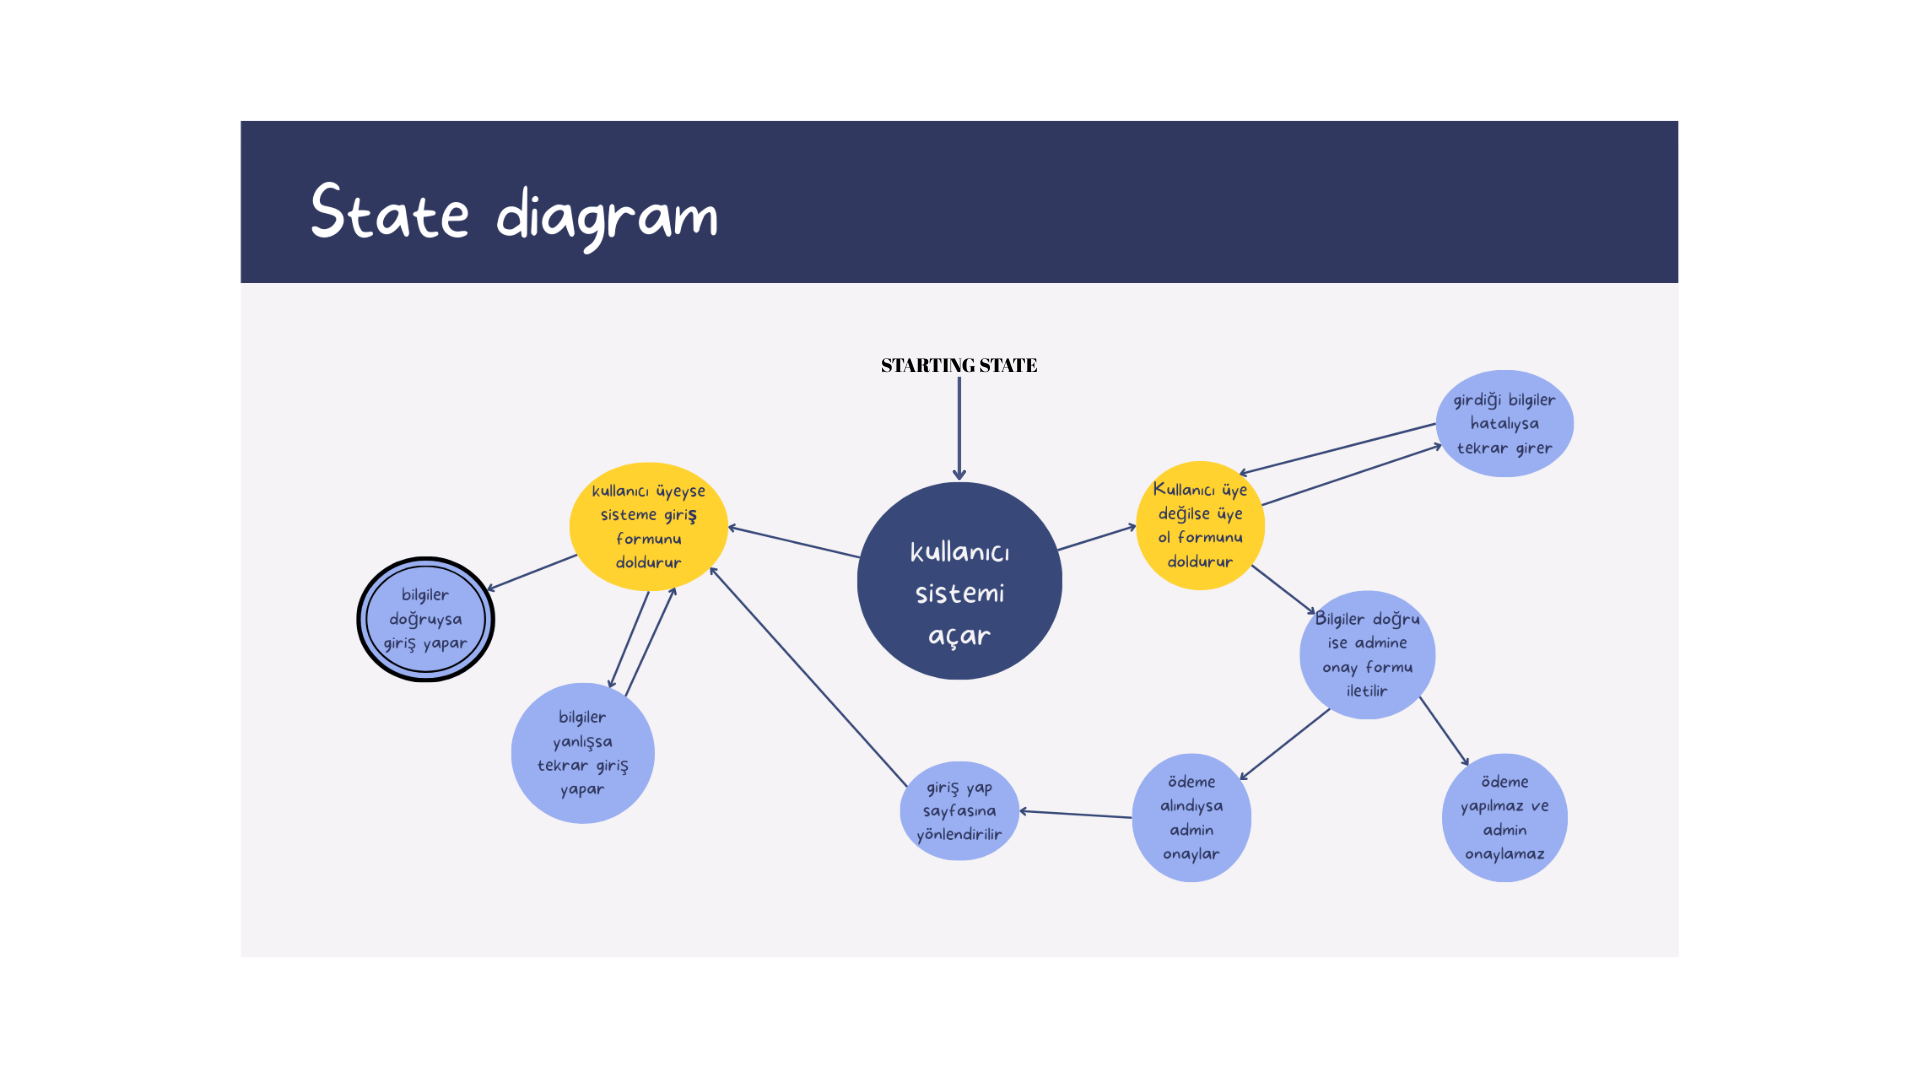 State diagram
STARTING STATE
kullanıcı
sistemi
açar
kullanıcı üyeyse
sisteme giriş
formunu
doldurur
bilgiler
doğruysa
giriş yapar
bilgiler
yanlışsa
tekrar giriş
yapar
Kullanıcı üye
değilse üye
ol formunu
doldurur
girdiği bilgiler
hatalıysa
tekrar girer
Bilgiler doğru
ise admine
onay formu
iletilir
ödeme
alındıysa
admin
onaylar
ödeme
yapılmaz ve
admin
onaylamaz
giriş yap
sayfasına
yönlendirilir